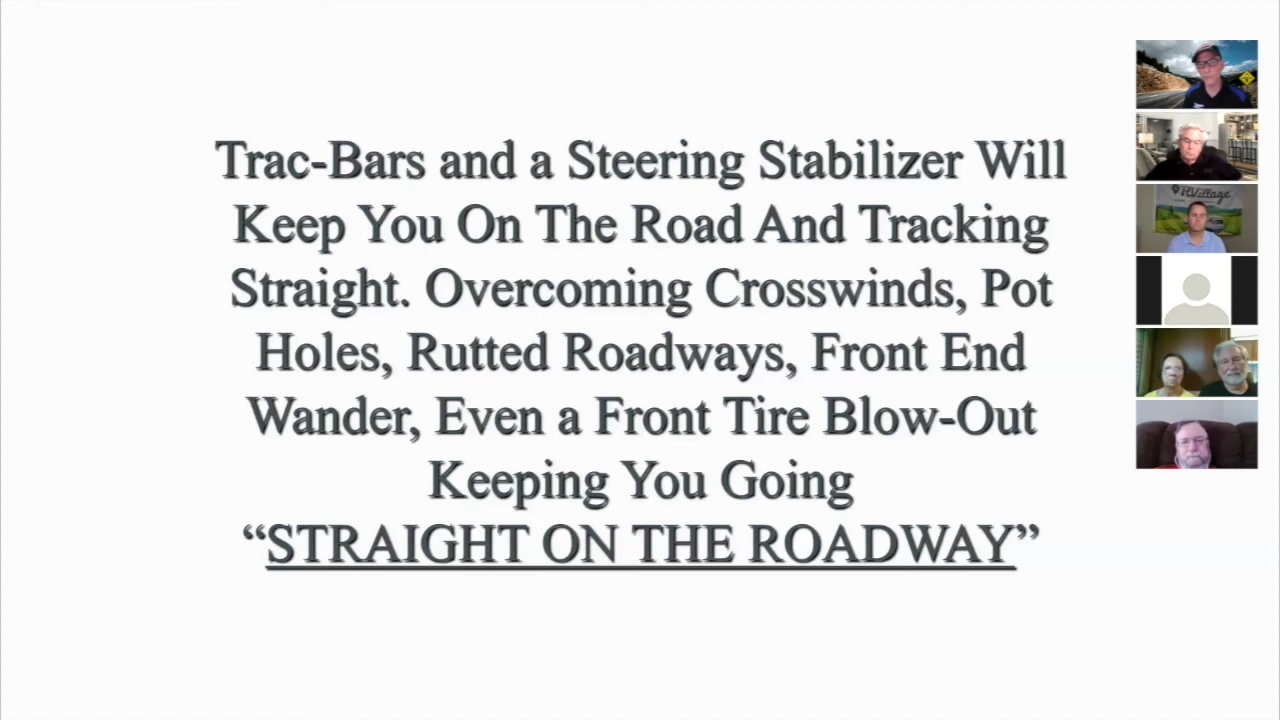 Trac-Bars and a Steering Stabilizer Will
Keep You On The Road And Tracking
Straight. Overcoming Crosswinds, Pot
Holes, Rutted Roadways, Front End
Wander, Even a Front Tire Blow-Out
Keeping You Going
“STRAIGHT ON THE ROADWAY”
RVillage